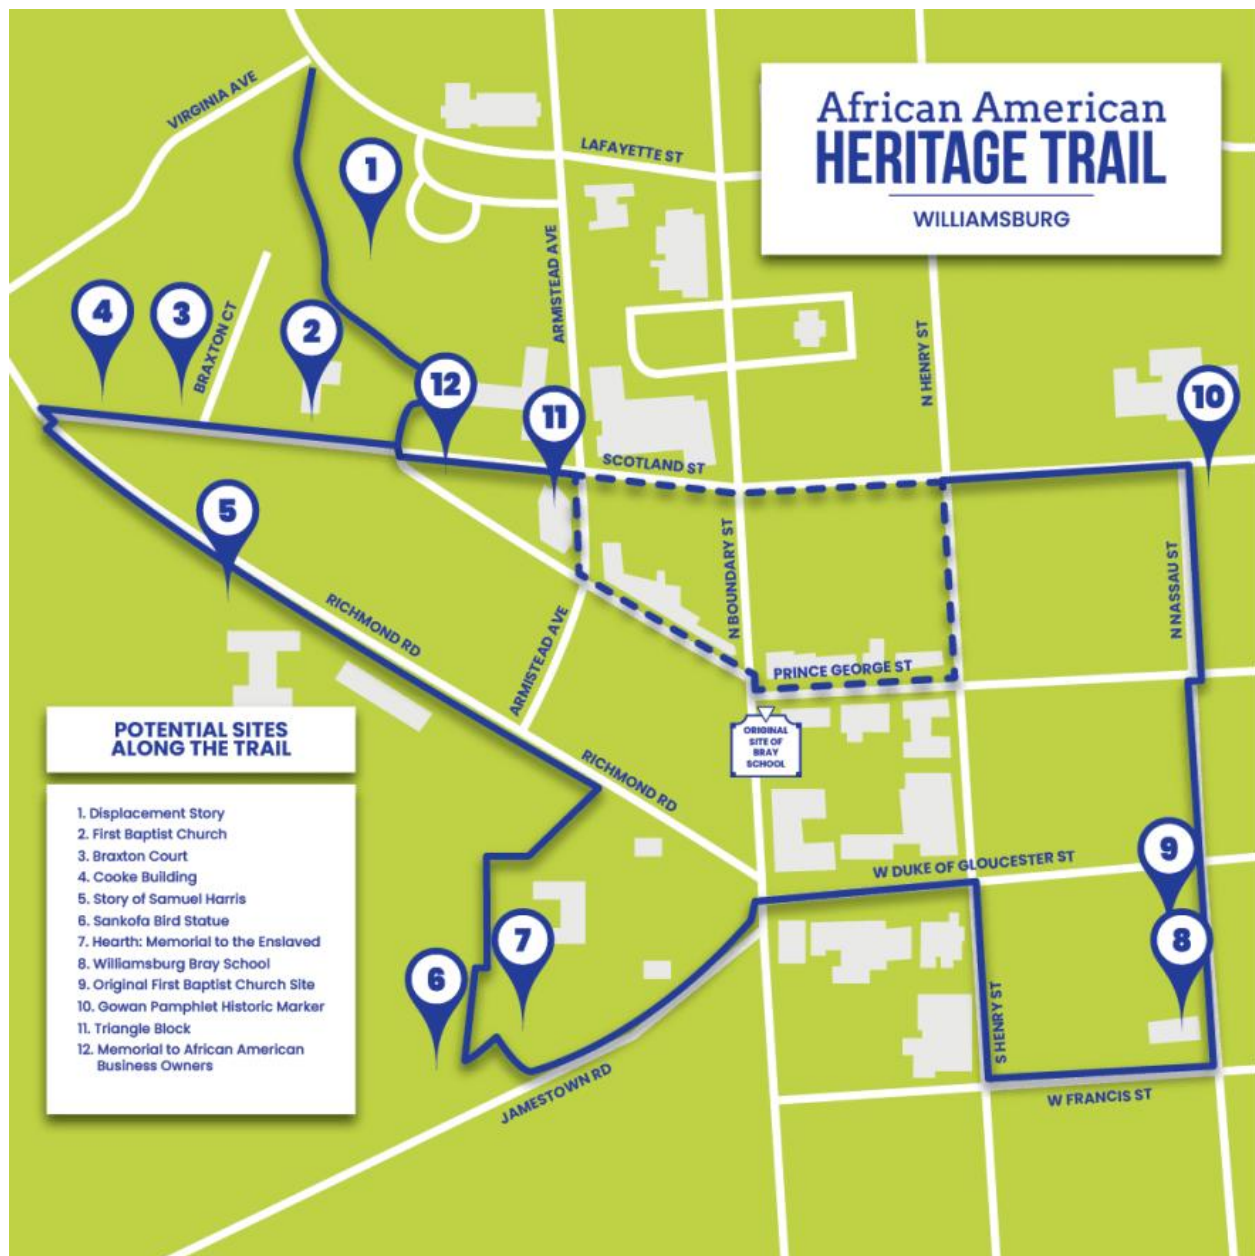 African American
HERITAGE TRAIL
WILLIAMSBURG
VIRGINIA AVE
LAFAYETTE ST
1
ARMISTEAD AVE
4
3
BRAXTON CT
2
12
11
N HENRY ST
10
SCOTLAND ST
5
N BOUNDARY ST
N NASSAU ST
RICHMOND RD
ARMISTEAD AVE
PRINCE GEORGE ST
ORIGINAL
SITE OF
BRAY
SCHOOL
RICHMOND RD
W DUKE OF GLOUCESTER ST
9
8
7
6
S HENRY ST
JAMESTOWN RD
W FRANCIS ST
POTENTIAL SITES
ALONG THE TRAIL
1. Displacement Story
2. First Baptist Church
3. Braxton Court
4. Cooke Building
5. Story of Samuel Harris
6. Sankofa Bird Statue
7. Hearth: Memorial to the Enslaved
8. Williamsburg Bray School
9. Original First Baptist Church Site
10. Gowan Pamphlet Historic Marker
11. Triangle Block
12. Memorial to African American
Business Owners